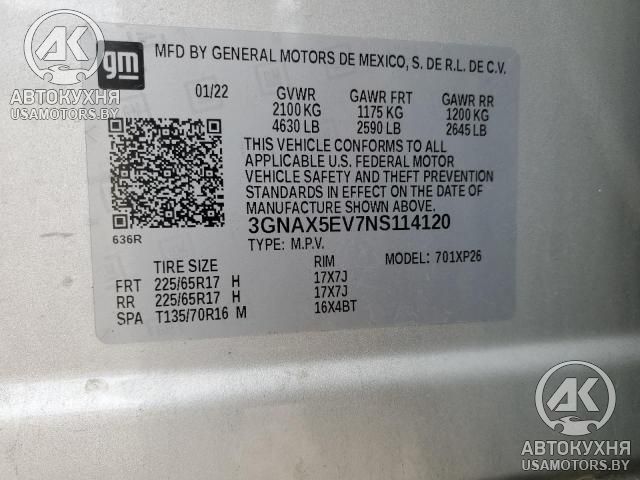 AK
АВТОКУХНЯ
USAMOTORS.BY
gm
MFD BY GENERAL MOTORS DE MEXICO, S. DE R.L. DE C.V.
01/22 GVWR GAWR FRT GAWR RR
2100 KG 1175 KG 1200 KG
4630 LB 2590 LB 2645 LB
THIS VEHICLE CONFORMS TO ALL
APPLICABLE U.S. FEDERAL MOTOR
VEHICLE SAFETY AND THEFT PREVENTION
STANDARDS IN EFFECT ON THE DATE OF
MANUFACTURE SHOWN ABOVE.
636R
3GNAX5EV7NS114120
TYPE: M.P.V. MODEL: 701XP26
TIRE SIZE RIM
FRT 225/65R17 H 17X7J
RR 225/65R17 H 17X7J
SPA T135/70R16 M 16X4BT
AK
АВТОКУХНЯ
USAMOTORS.BY